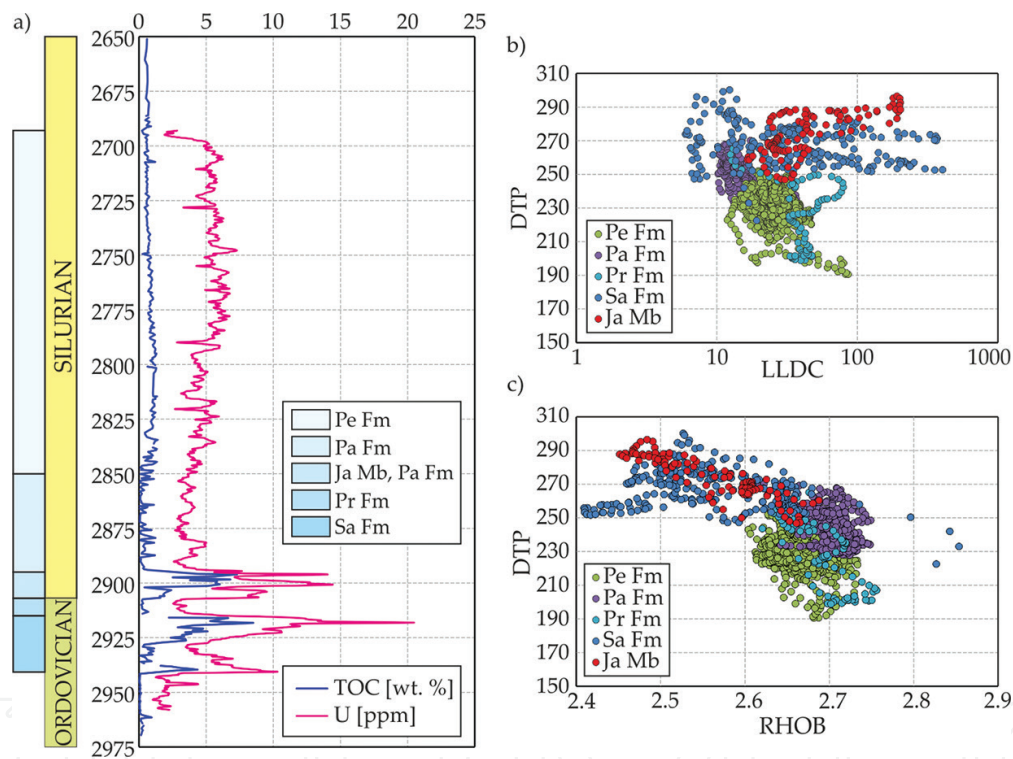 a)
0 5 10 15 20 25
2650
2675
2700
2725
2750
2775
2800
2825
2850
2875
2900
2925
2950
2975
SILURIAN
ORDOVICIAN
Pe Fm
Pa Fm
Ja Mb, Pa Fm
Pr Fm
Sa Fm
TOC [wt. %]
U [ppm]
b)
310
290
270
250
230
210
190
170
150
DTP
Pe Fm
Pa Fm
Pr Fm
Sa Fm
Ja Mb
1 10 100 1000
LLDC
c)
310
290
270
250
230
210
190
170
150
DTP
Pe Fm
Pa Fm
Pr Fm
Sa Fm
Ja Mb
2.4 2.5 2.6 2.7 2.8 2.9
RHOB